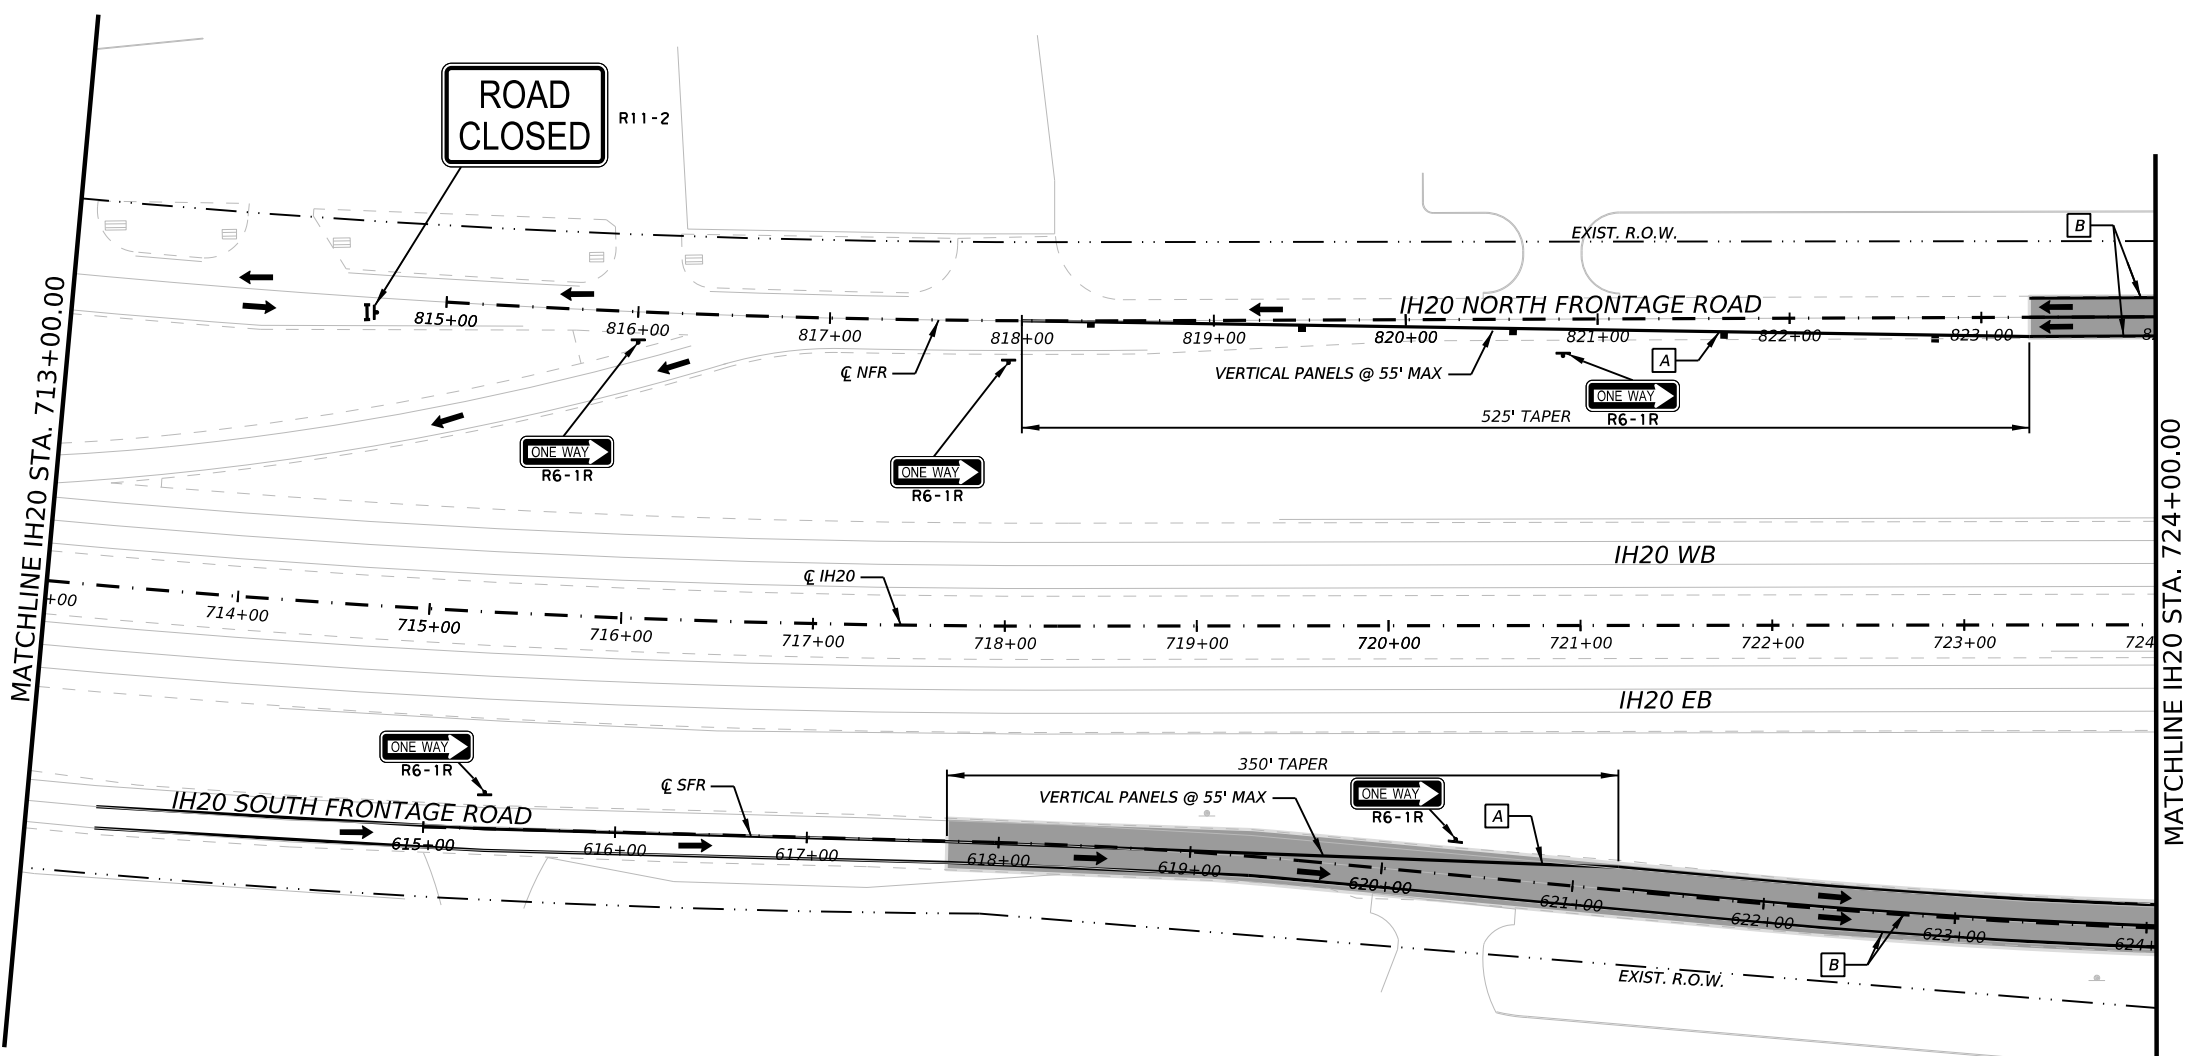 ROAD
CLOSED
R11-2
MATCHLINE IH20 STA. 713+00.00
EXIST. R.O.W.
B
IH20 NORTH FRONTAGE ROAD
815+00
816+00
817+00
818+00
819+00
820+00
821+00
822+00
823+00
℄ NFR
VERTICAL PANELS @ 55' MAX
A
ONE WAY
R6-1R
525' TAPER
ONE WAY
R6-1R
ONE WAY
R6-1R
MATCHLINE IH20 STA. 724+00.00
IH20 WB
℄ IH20
+00
714+00
715+00
716+00
717+00
718+00
719+00
720+00
721+00
722+00
723+00
724
IH20 EB
ONE WAY
R6-1R
℄ SFR
350' TAPER
VERTICAL PANELS @ 55' MAX
ONE WAY
R6-1R
A
IH20 SOUTH FRONTAGE ROAD
615+00
616+00
617+00
618+00
619+00
620+00
621+00
622+00
623+00
624+
B
EXIST. R.O.W.